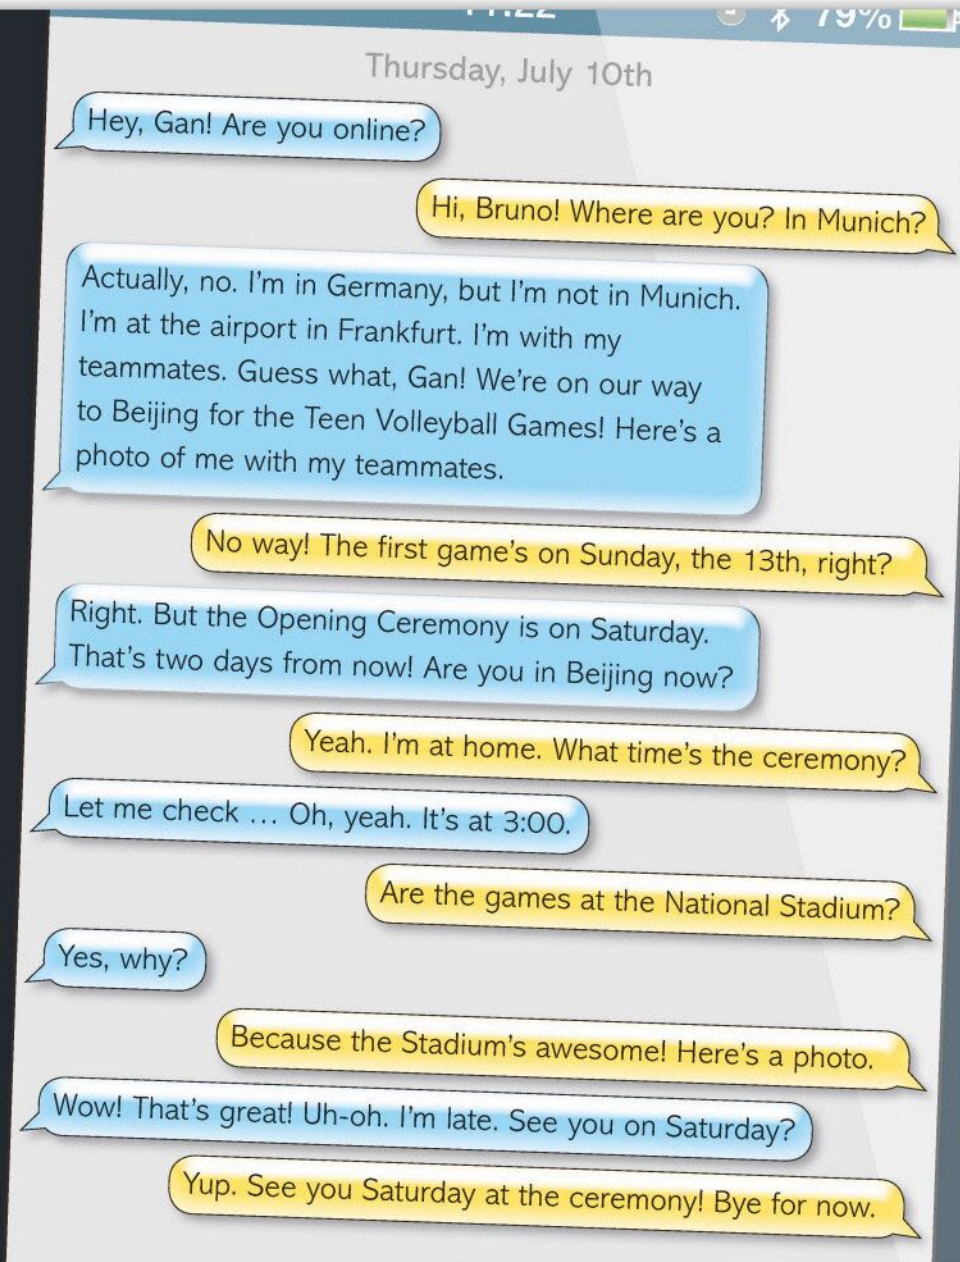 79%
Thursday, July 10th
Hey, Gan! Are you online?
Hi, Bruno! Where are you? In Munich?
Actually, no. I'm in Germany, but I'm not in Munich.
I'm at the airport in Frankfurt. I'm with my
teammates. Guess what, Gan! We're on our way
to Beijing for the Teen Volleyball Games! Here's a
photo of me with my teammates.
No way! The first game's on Sunday, the 13th, right?
Right. But the Opening Ceremony is on Saturday.
That's two days from now! Are you in Beijing now?
Yeah. I'm at home. What time's the ceremony?
Let me check ... Oh, yeah. It's at 3:00.
Are the games at the National Stadium?
Yes, why?
Because the Stadium's awesome! Here's a photo.
Wow! That's great! Uh-oh. I'm late. See you on Saturday?
Yup. See you Saturday at the ceremony! Bye for now.